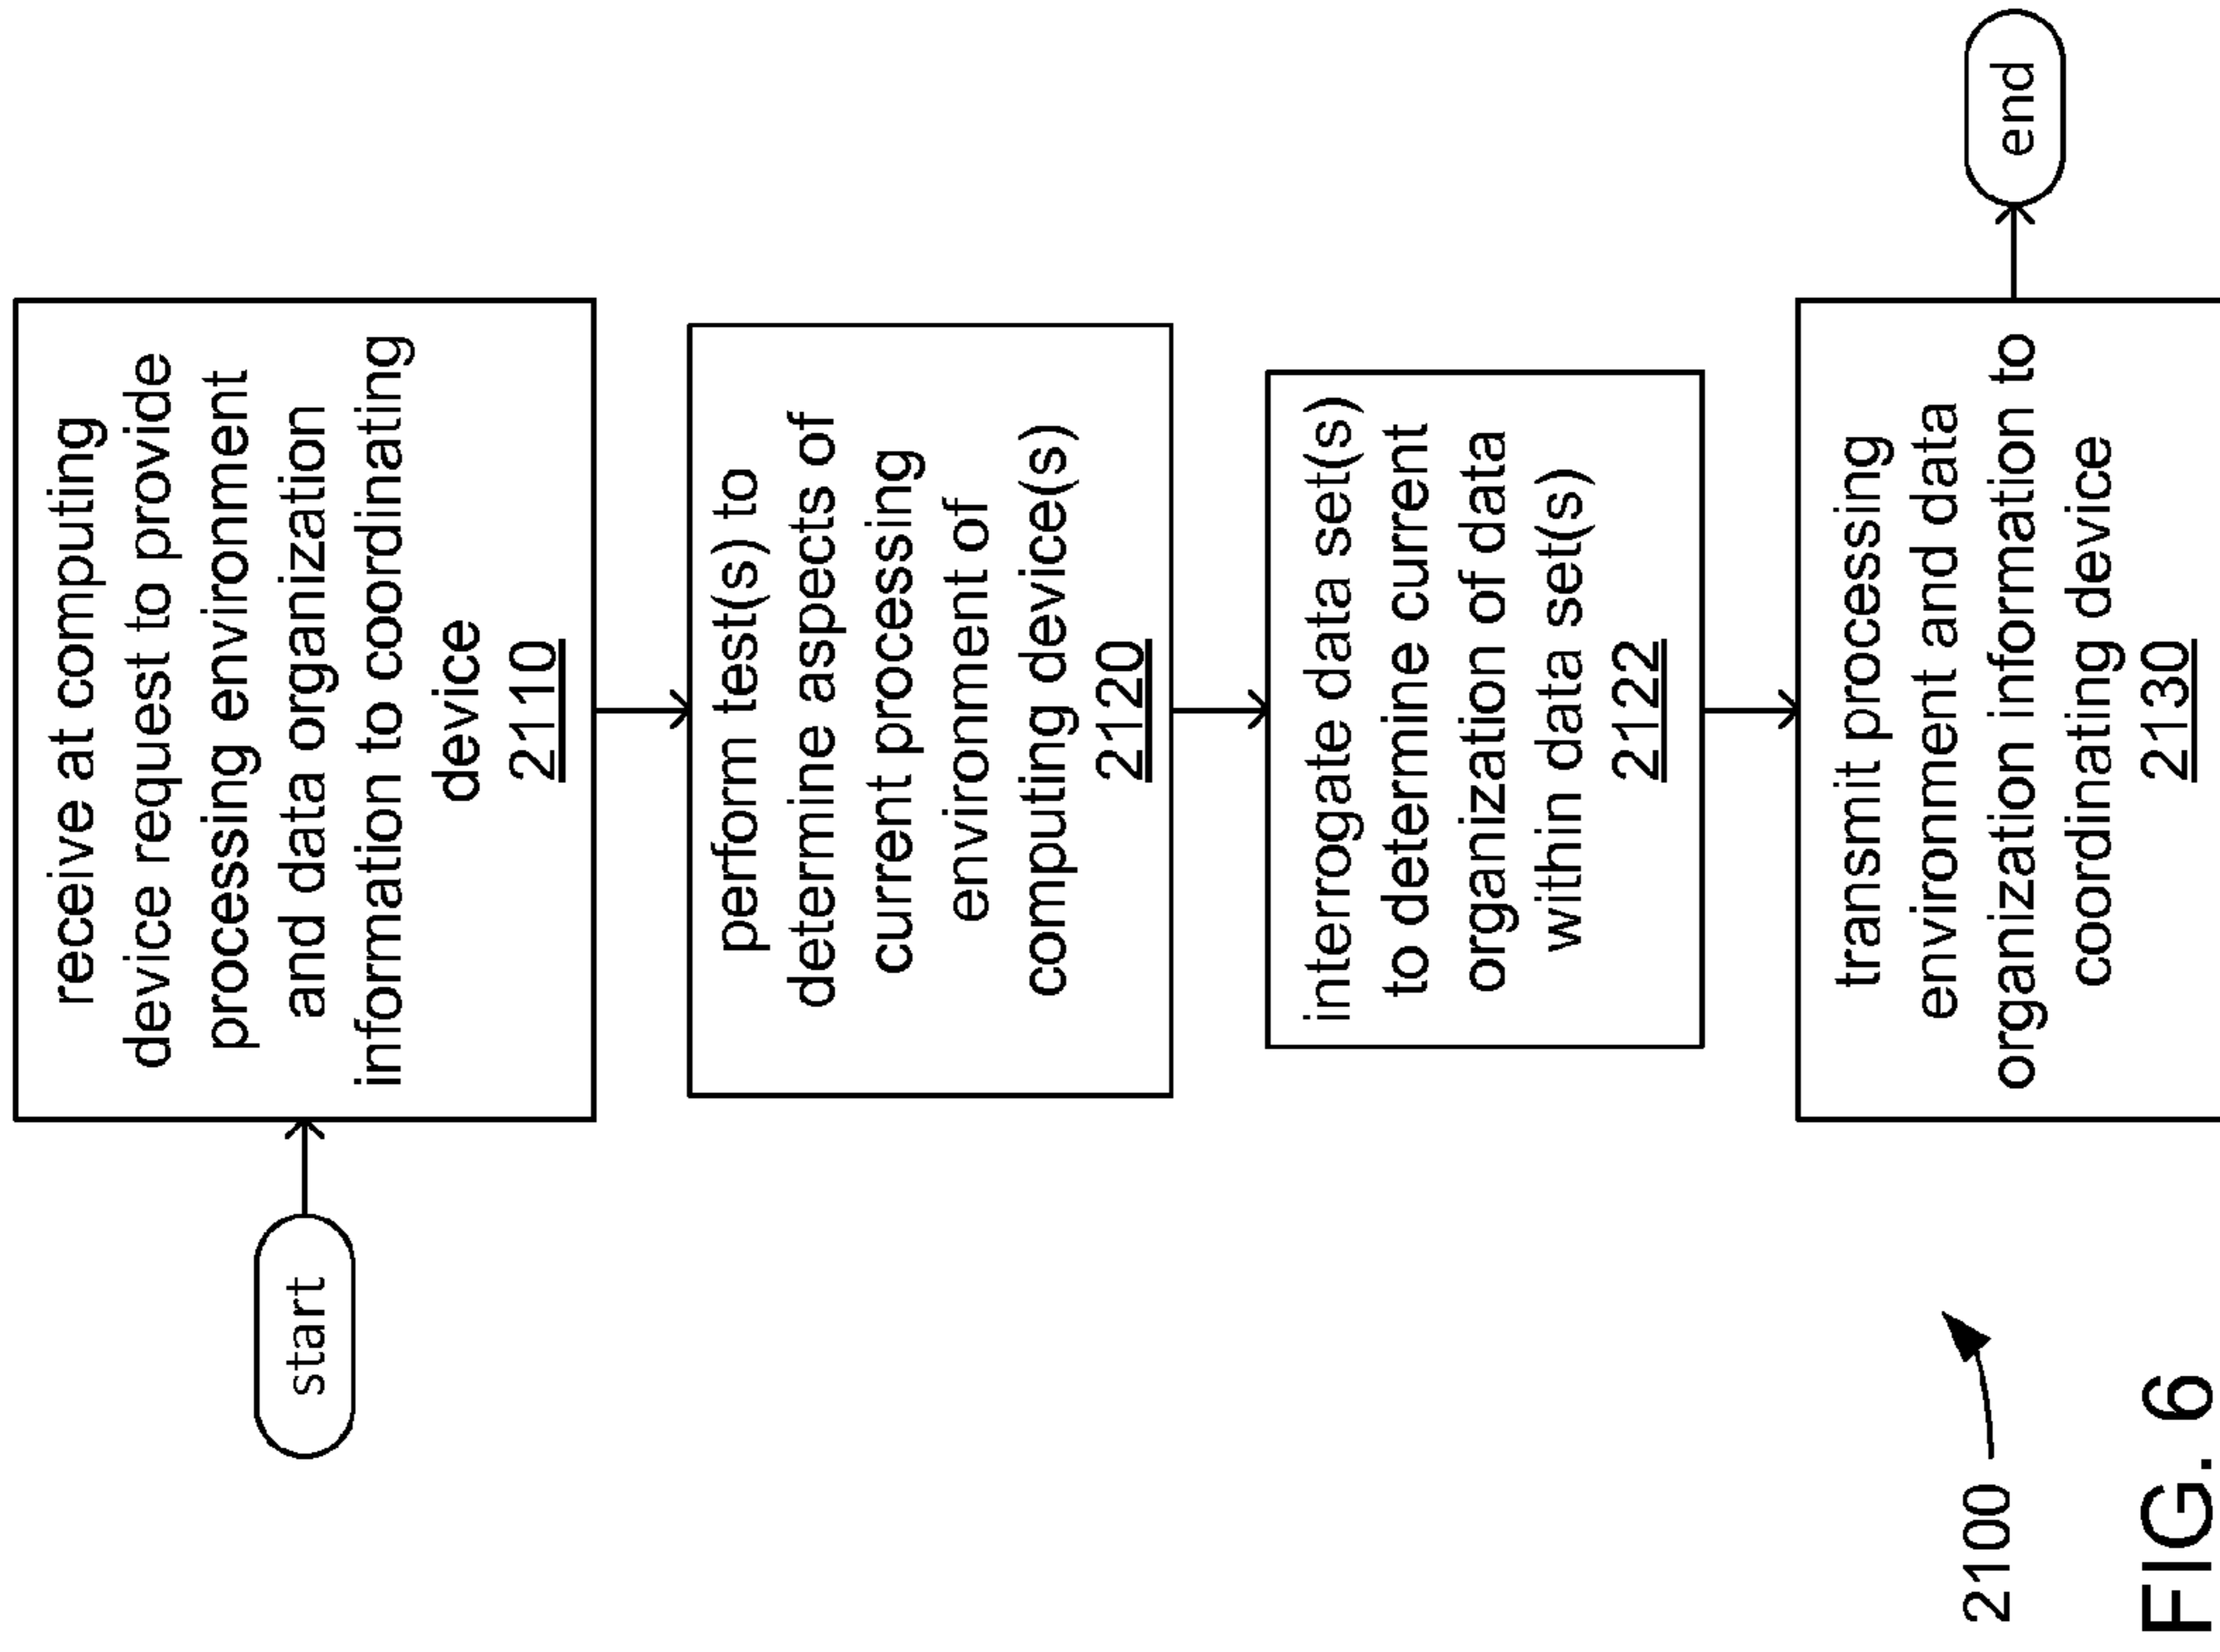 start
receive at computing
device request to provide
processing environment
and data organization
information to coordinating
device
2110
perform test(s) to
determine aspects of
current processing
environment of
computing device(s)
2120
interrogate data set(s)
to determine current
organization of data
within data set(s)
2122
transmit processing
environment and data
organization information to
coordinating device
2130
end
2100
FIG. 6